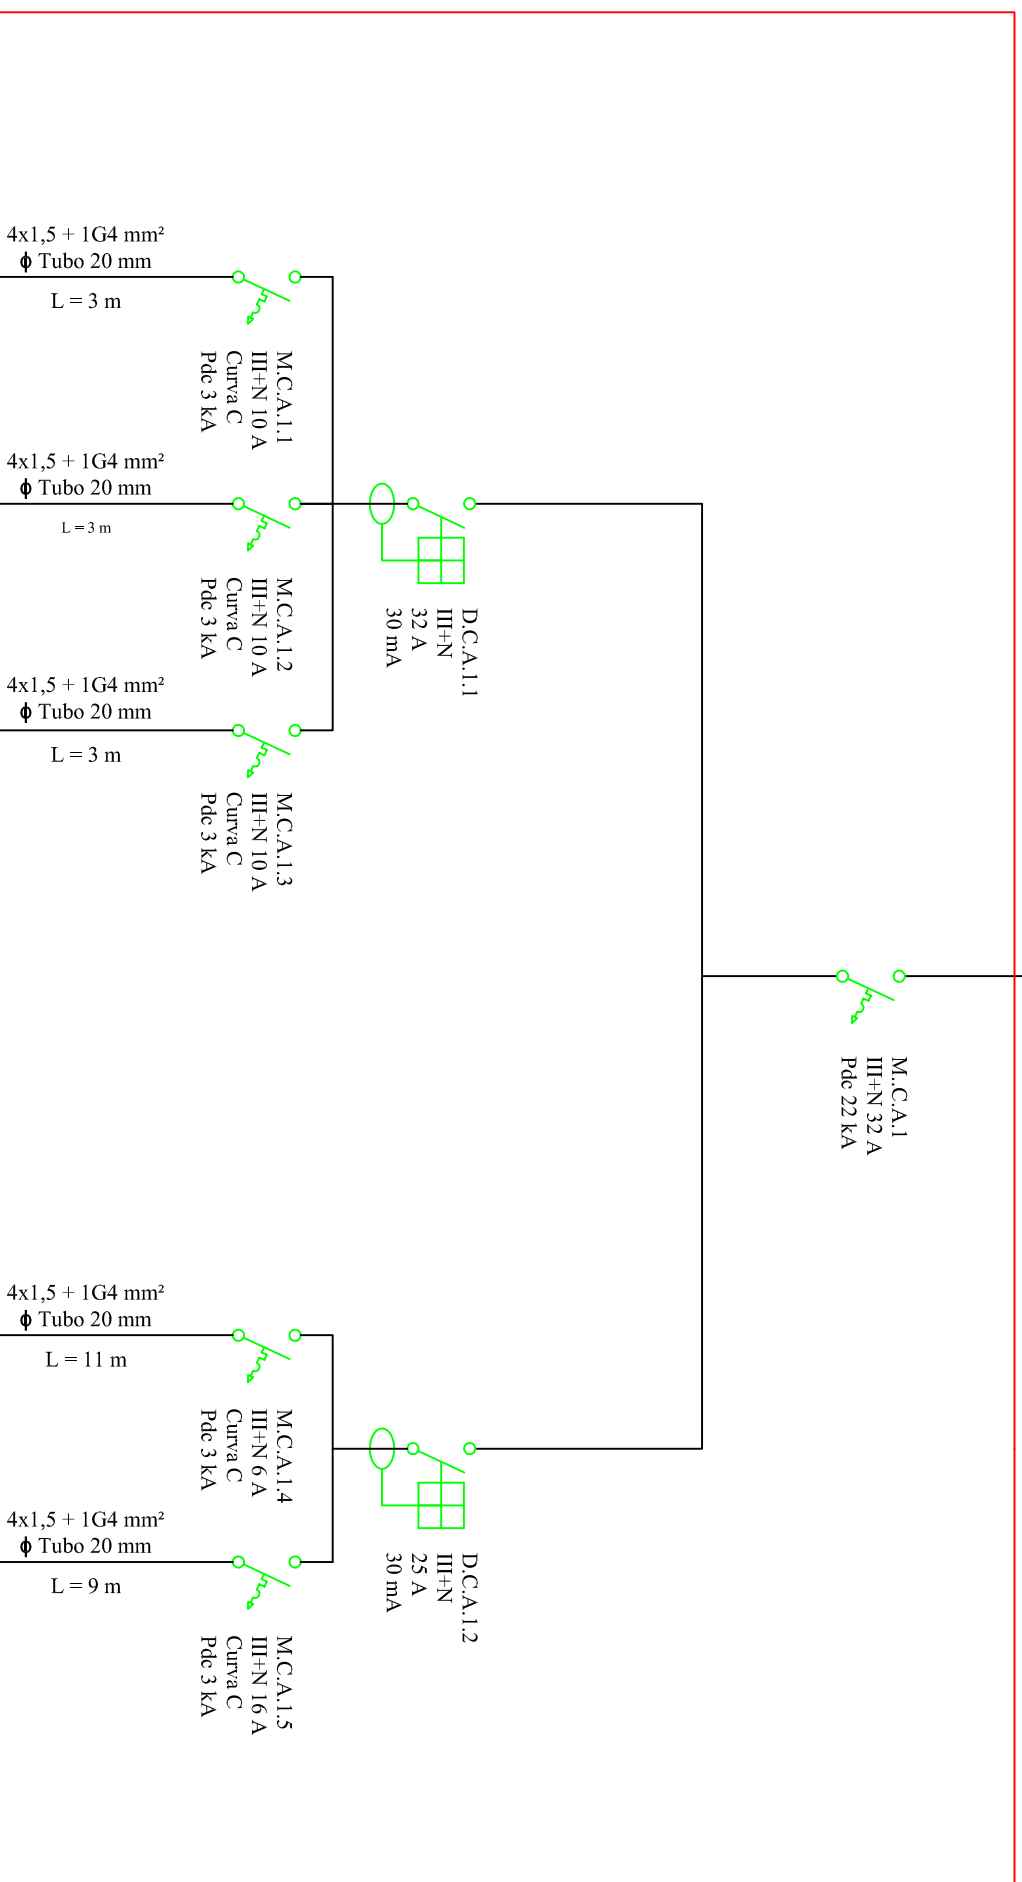 4x1,5 + 1G4 mm²
ϕ Tubo 20 mm
L = 3 m
M.C.A.1.1
III+N 10 A
Curva C
Pdc 3 kA
4x1,5 + 1G4 mm²
ϕ Tubo 20 mm
L = 3 m
M.C.A.1.2
III+N 10 A
Curva C
Pdc 3 kA
D.C.A.1.1
III+N
32 A
30 mA
4x1,5 + 1G4 mm²
ϕ Tubo 20 mm
L = 3 m
M.C.A.1.3
III+N 10 A
Curva C
Pdc 3 kA
M..C.A.1
III+N 32 A
Pdc 22 kA
4x1,5 + 1G4 mm²
ϕ Tubo 20 mm
L = 11 m
M.C.A.1.4
III+N 6 A
Curva C
Pdc 3 kA
4x1,5 + 1G4 mm²
ϕ Tubo 20 mm
L = 9 m
D.C.A.1.2
III+N
25 A
30 mA
M.C.A.1.5
III+N 16 A
Curva C
Pdc 3 kA